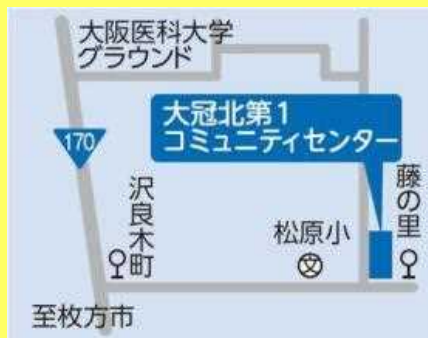 大阪医科大学
グラウンド
大冠北第1
コミュニティセンター
170
沢良木町
松原小
文
藤の里
至枚方市